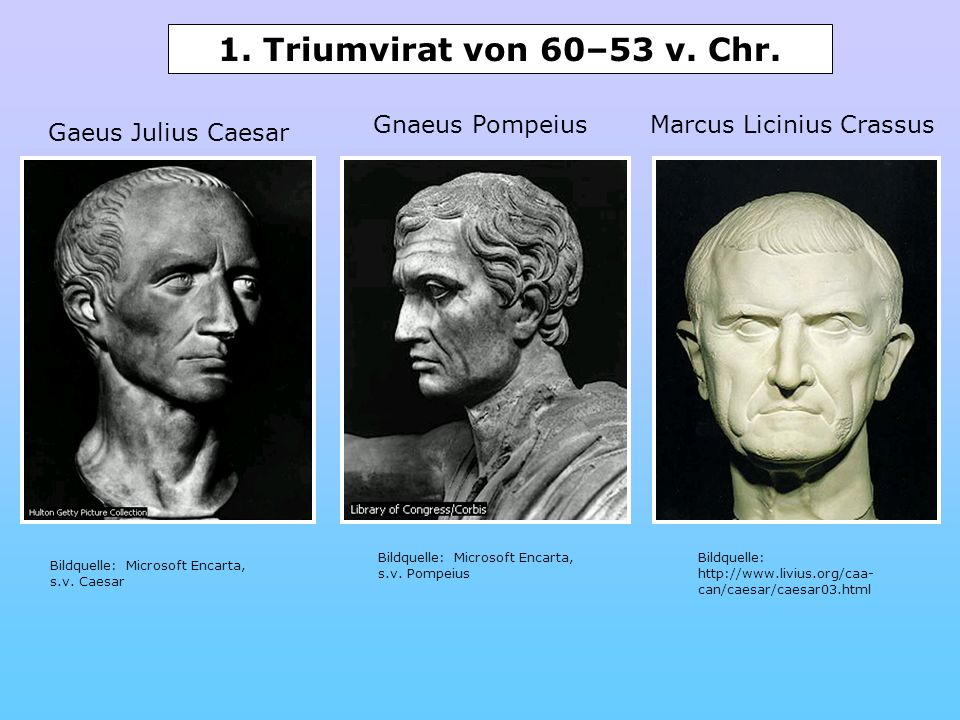 1. Triumvirat von 60–53 v. Chr.
Gaeus Julius Caesar
Gnaeus Pompeius
Marcus Licinius Crassus
Hulton Getty Picture Collection
Library of Congress/Corbis
Bildquelle: Microsoft Encarta,
s.v. Caesar
Bildquelle: Microsoft Encarta,
s.v. Pompeius
Bildquelle:
http://www.livius.org/caa-
can/caesar/caesar03.html